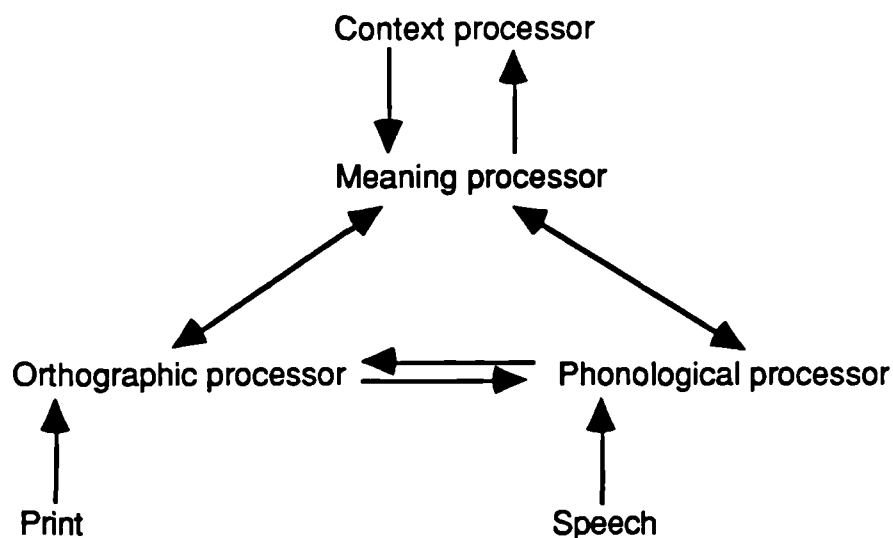 Context processor
Meaning processor
Orthographic processor
Phonological processor
Print
Speech